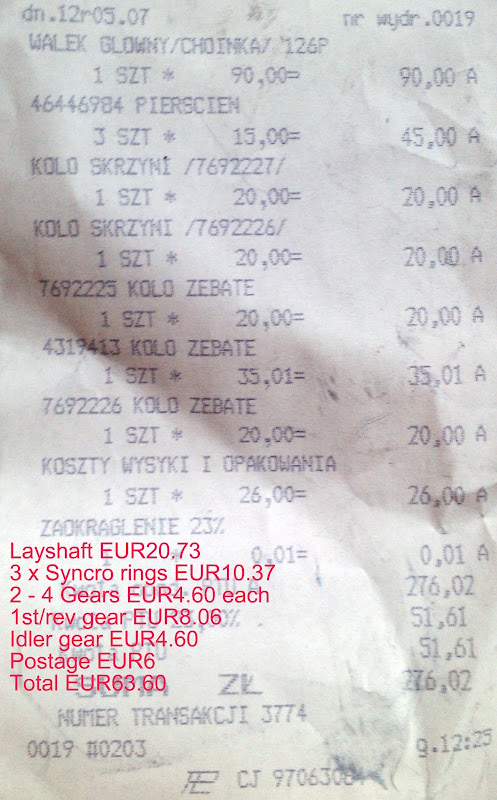 dn.12r05.07 nr wydr.0019
WALEK GLOWNY/CHOINKA/ 126P
1 SZT * 90,00= 90,00 A
46446984 PIERSCIEN
3 SZT * 15,00= 45,00 A
KOLO SKRZYNI /7692227/
1 SZT * 20,00= 20,00 A
KOLO SKRZYNI /7692226/
1 SZT * 20,00= 20,00 A
7692225 KOLO ZEBATE
1 SZT * 20,00= 20,00 A
4319413 KOLO ZEBATE
1 SZT * 35,01= 35,01 A
7692226 KOLO ZEBATE
1 SZT * 20,00= 20,00 A
KOSZTY WYSYKI I OPAKOWANIA
1 SZT * 26,00= 26,00 A
ZAOKRAGLENIE 23%
Layshaft EUR20.73
* 0,01= 0,01 A
3 x Syncro rings EUR10.37
276,02
2 - 4 Gears EUR4.60 each
51,61
1st/rev gear EUR8.06
Idler gear EUR4.60
51,61
Postage EUR6
Total EUR63.60
SUMA ZŁ 276,02
NUMER TRANSAKCJI 3774
0019 #0203 g.12:25
CJ